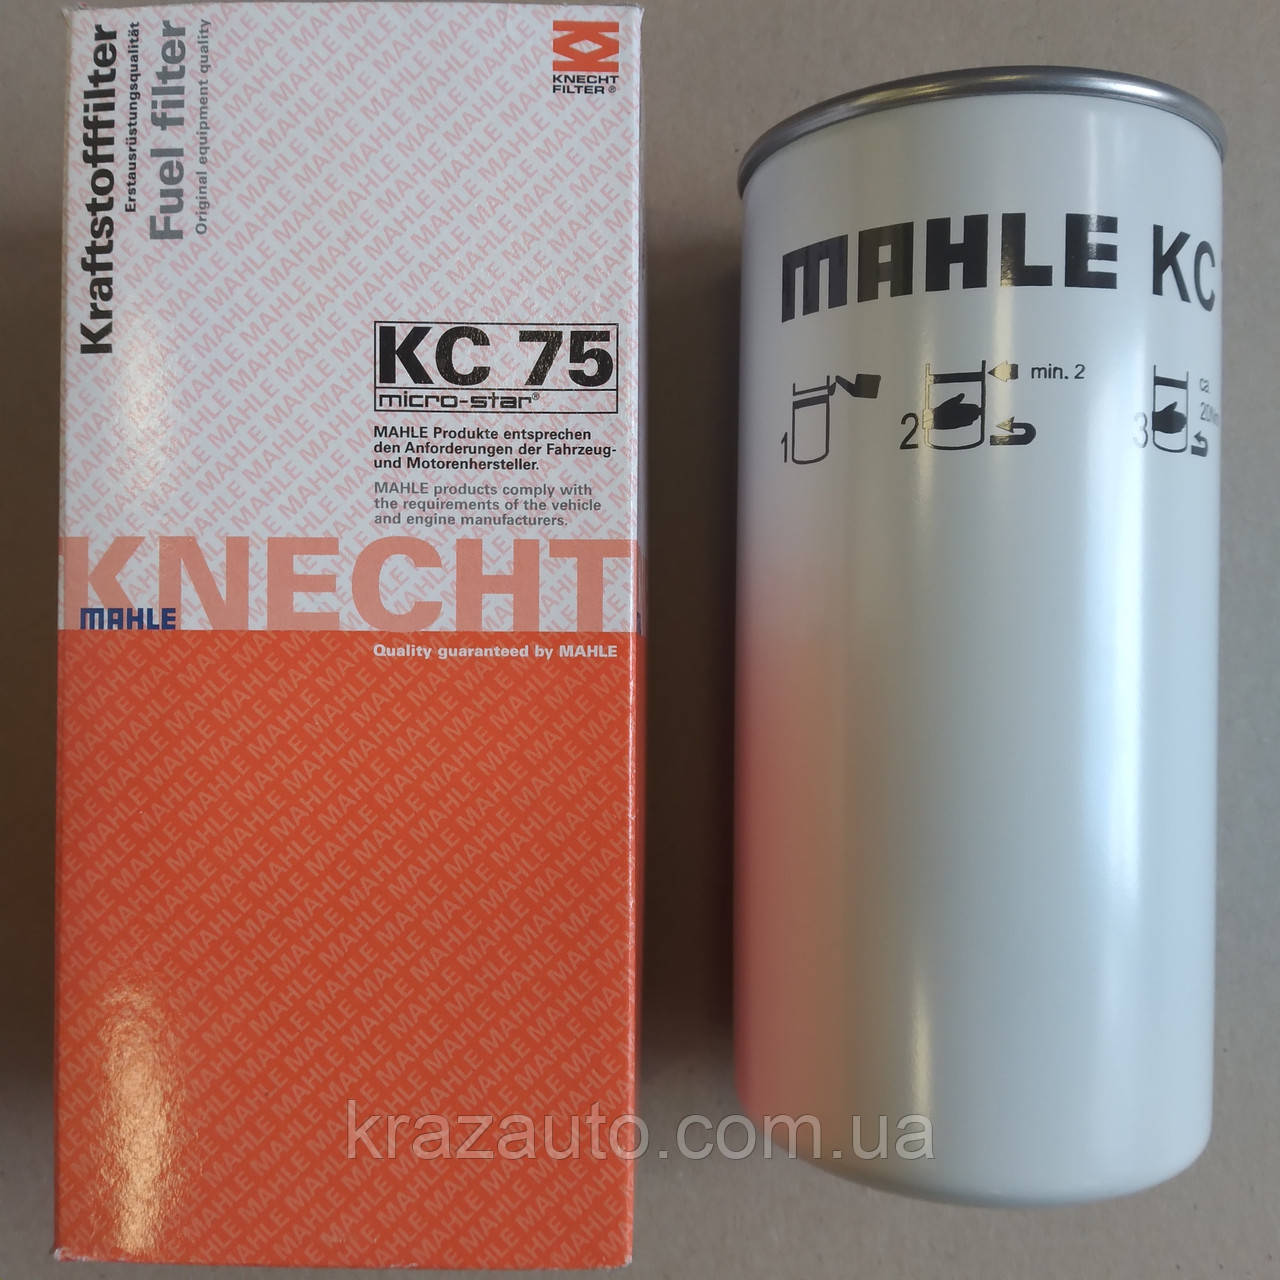 Kraftstofffilter
Erstausrüstungsqualität
Fuel filter
Original equipment quality
KNECHT
FILTER®
KC 75
micro-star®
MAHLE Produkte entsprechen
den Anforderungen der Fahrzeug-
und Motorenhersteller.
MAHLE products comply with
the requirements of the vehicle
and engine manufacturers.
KNECHT
MAHLE
Quality guaranteed by MAHLE
MAHLE KC
1
2
min. 2
3
ca.
20Nm
krazauto.com.ua